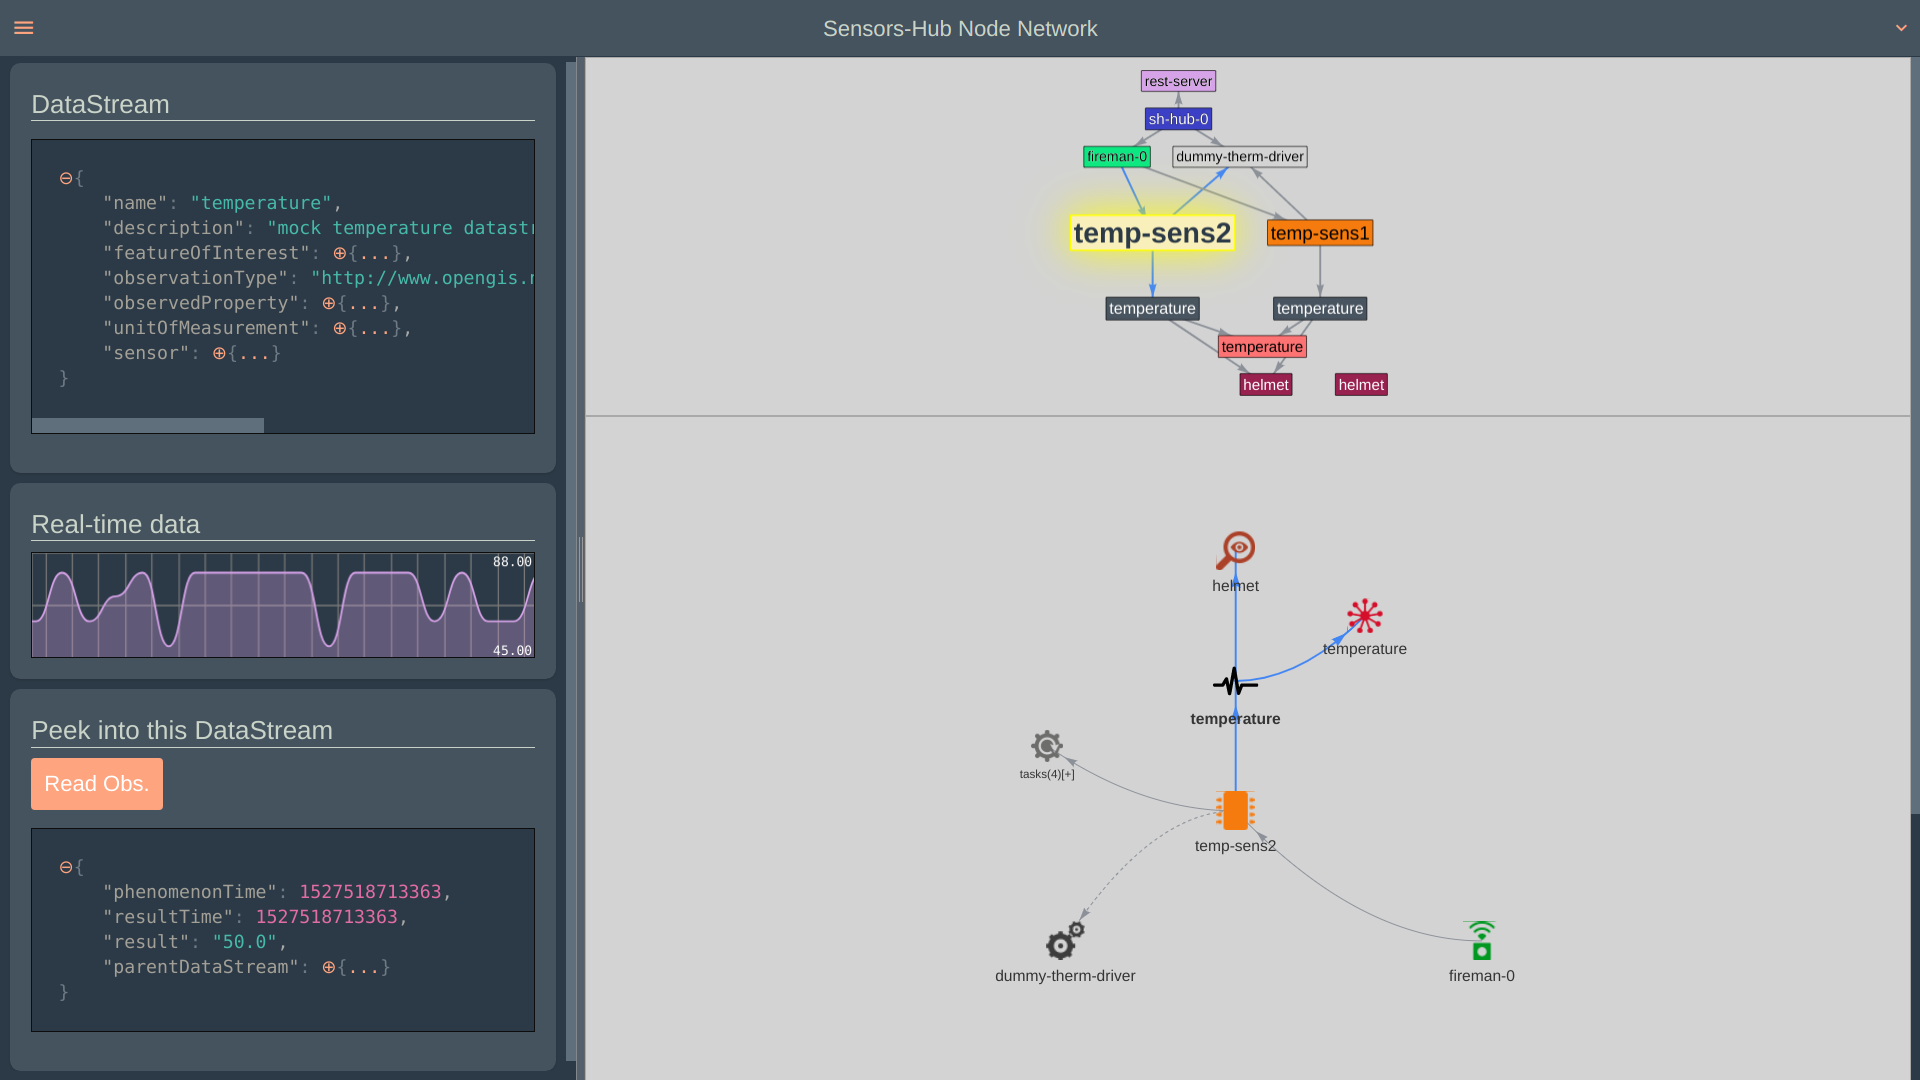 Sensors-Hub Node Network
DataStream
{
"name": "temperature",
"description": "mock temperature datast
"featureOfInterest": {...},
"observationType": "http://www.opengis.
"observedProperty": {...},
"unitOfMeasurement": {...},
"sensor": {...}
}
Real-time data
88.00
45.00
Peek into this DataStream
Read Obs.
{
"phenomenonTime": 1527518713363,
"resultTime": 1527518713363,
"result": "50.0",
"parentDataStream": {...}
}
rest-server
sh-hub-0
fireman-0
dummy-therm-driver
temp-sens2
temp-sens1
temperature
temperature
temperature
helmet
helmet
helmet
temperature
temperature
tasks(4)[+]
temp-sens2
dummy-therm-driver
fireman-0